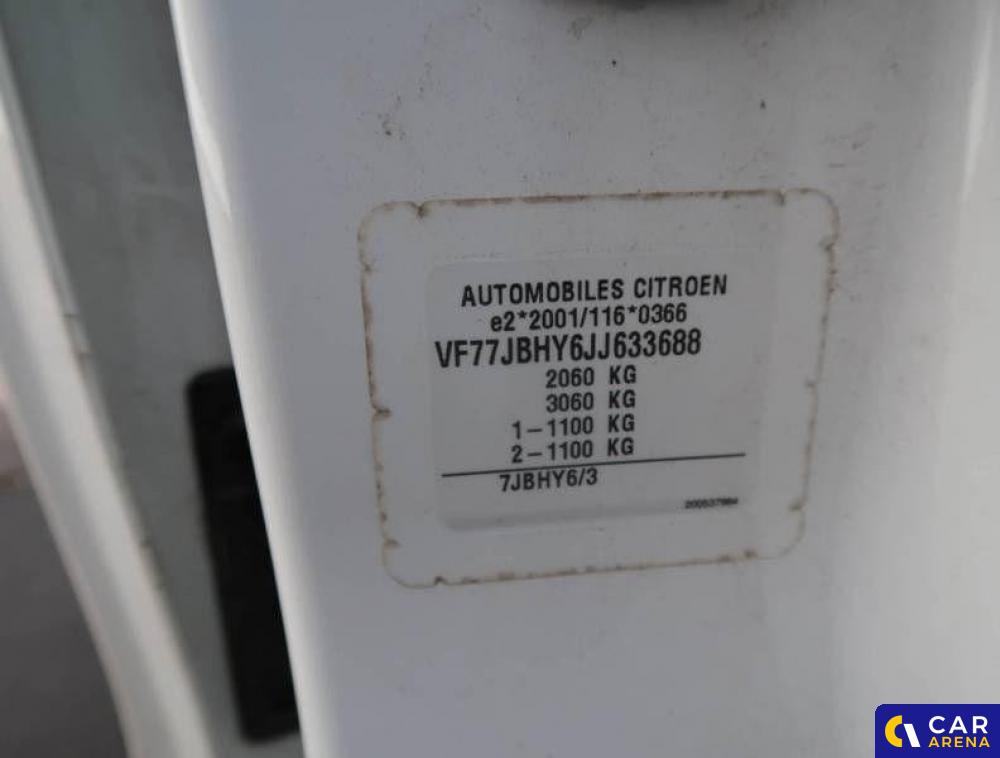 AUTOMOBILES CITROEN
e2*2001/116*0366
VF77JBHY6JJ633688
2060 KG
3060 KG
1-1100 KG
2-1100 KG
7JBHY6/3
CAR
ARENA